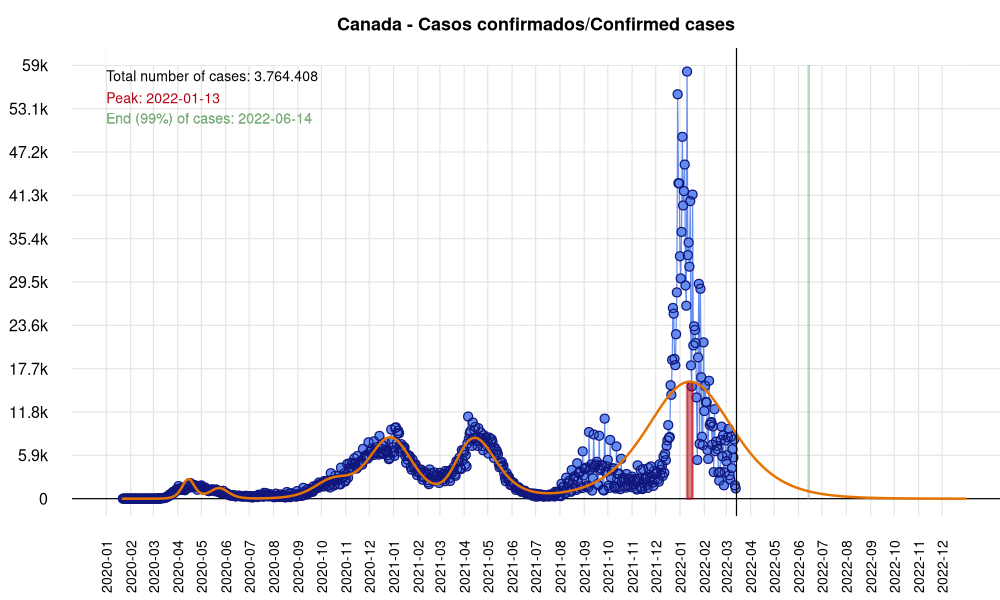 Canada - Casos confirmados/Confirmed cases
Total number of cases: 3.764.408
Peak: 2022-01-13
End (99%) of cases: 2022-06-14
59k
53.1k
47.2k
41.3k
35.4k
29.5k
23.6k
17.7k
11.8k
5.9k
0
2020-01
2020-02
2020-03
2020-04
2020-05
2020-06
2020-07
2020-08
2020-09
2020-10
2020-11
2020-12
2021-01
2021-02
2021-03
2021-04
2021-05
2021-06
2021-07
2021-08
2021-09
2021-10
2021-11
2021-12
2022-01
2022-02
2022-03
2022-04
2022-05
2022-06
2022-07
2022-08
2022-09
2022-10
2022-11
2022-12